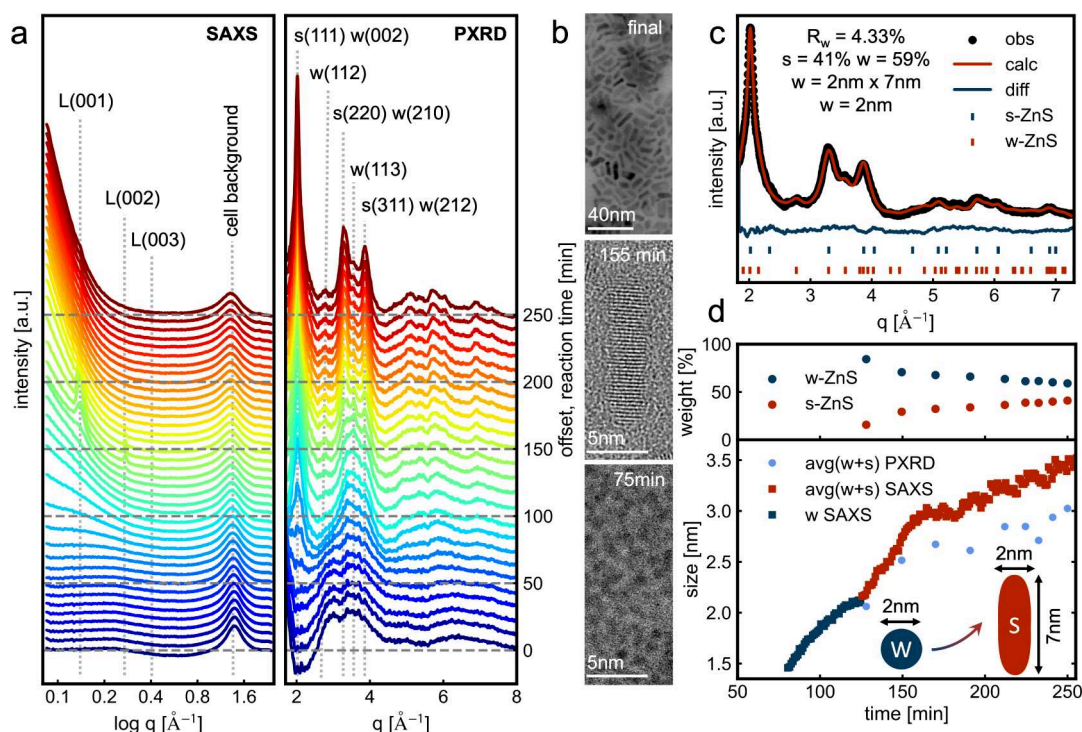 a
SAXS
PXRD
L(001)
L(002)
L(003)
cell background
s(111) w(002)
w(112)
s(220) w(210)
w(113)
s(311) w(212)
intensity [a.u.]
0.1 0.2 0.4 0.8 1.6
log q [Å⁻¹]
2 4 6 8
q [Å⁻¹]
250
200
150
100
50
0
offset, reaction time [min]
b
final
40nm
155 min
5nm
75min
5nm
c
R_w = 4.33%
s = 41% w = 59%
w = 2nm x 7nm
w = 2nm
obs
calc
diff
s-ZnS
w-ZnS
intensity [a.u.]
2 3 4 5 6 7
q [Å⁻¹]
d
100
50
0
weight [%]
w-ZnS
s-ZnS
3.5
3.0
2.5
2.0
1.5
size [nm]
avg(w+s) PXRD
avg(w+s) SAXS
w SAXS
2nm
W
2nm
S
7nm
50 100 150 200 250
time [min]